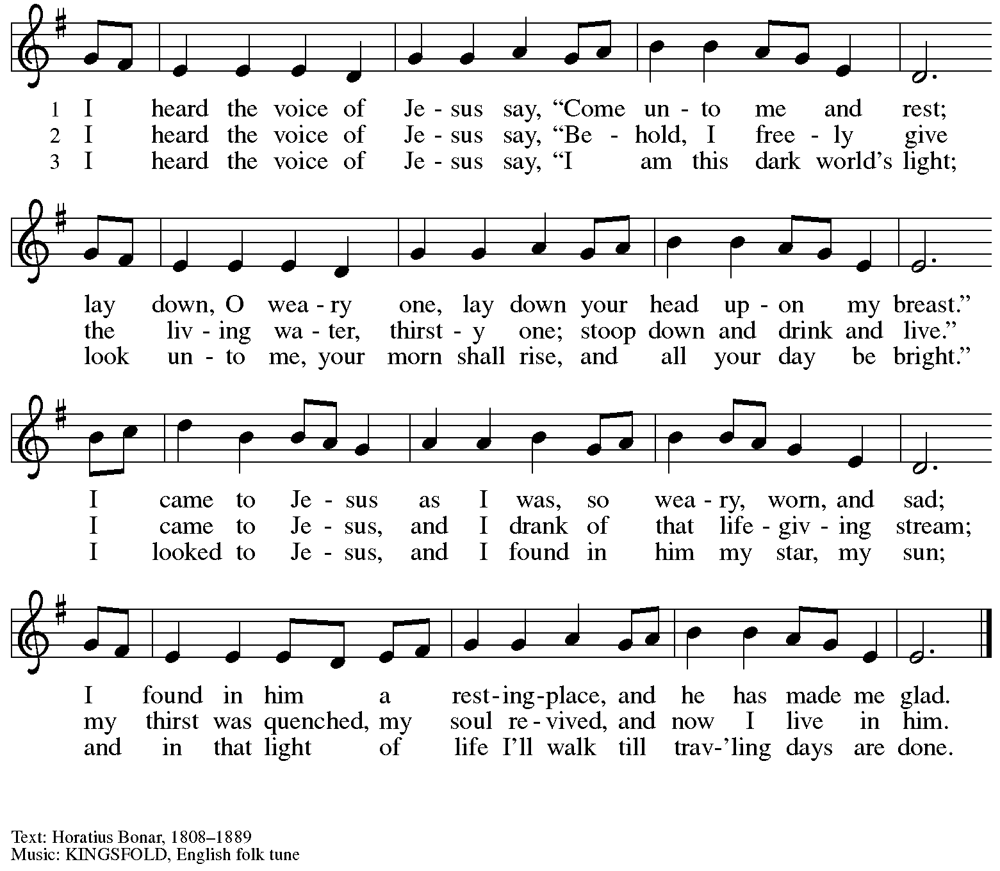 1 I heard the voice of Je - sus say, “Come un - to me and rest;
2 I heard the voice of Je - sus say, “Be - hold, I free - ly give
3 I heard the voice of Je - sus say, “I am this dark world’s light;
lay down, O wea - ry one, lay down your head up - on my breast.”
the liv - ing wa - ter, thirst - y one; stoop down and drink and live.”
look un - to me, your morn shall rise, and all your day be bright.”
I came to Je - sus as I was, so wea - ry, worn, and sad;
I came to Je - sus, and I drank of that life - giv - ing stream;
I looked to Je - sus, and I found in him my star, my sun;
I found in him a rest - ing - place, and he has made me glad.
my thirst was quenched, my soul re - vived, and now I live in him.
and in that light of life I’ll walk till trav - ’ling days are done.
Text: Horatius Bonar, 1808–1889
Music: KINGSFOLD, English folk tune